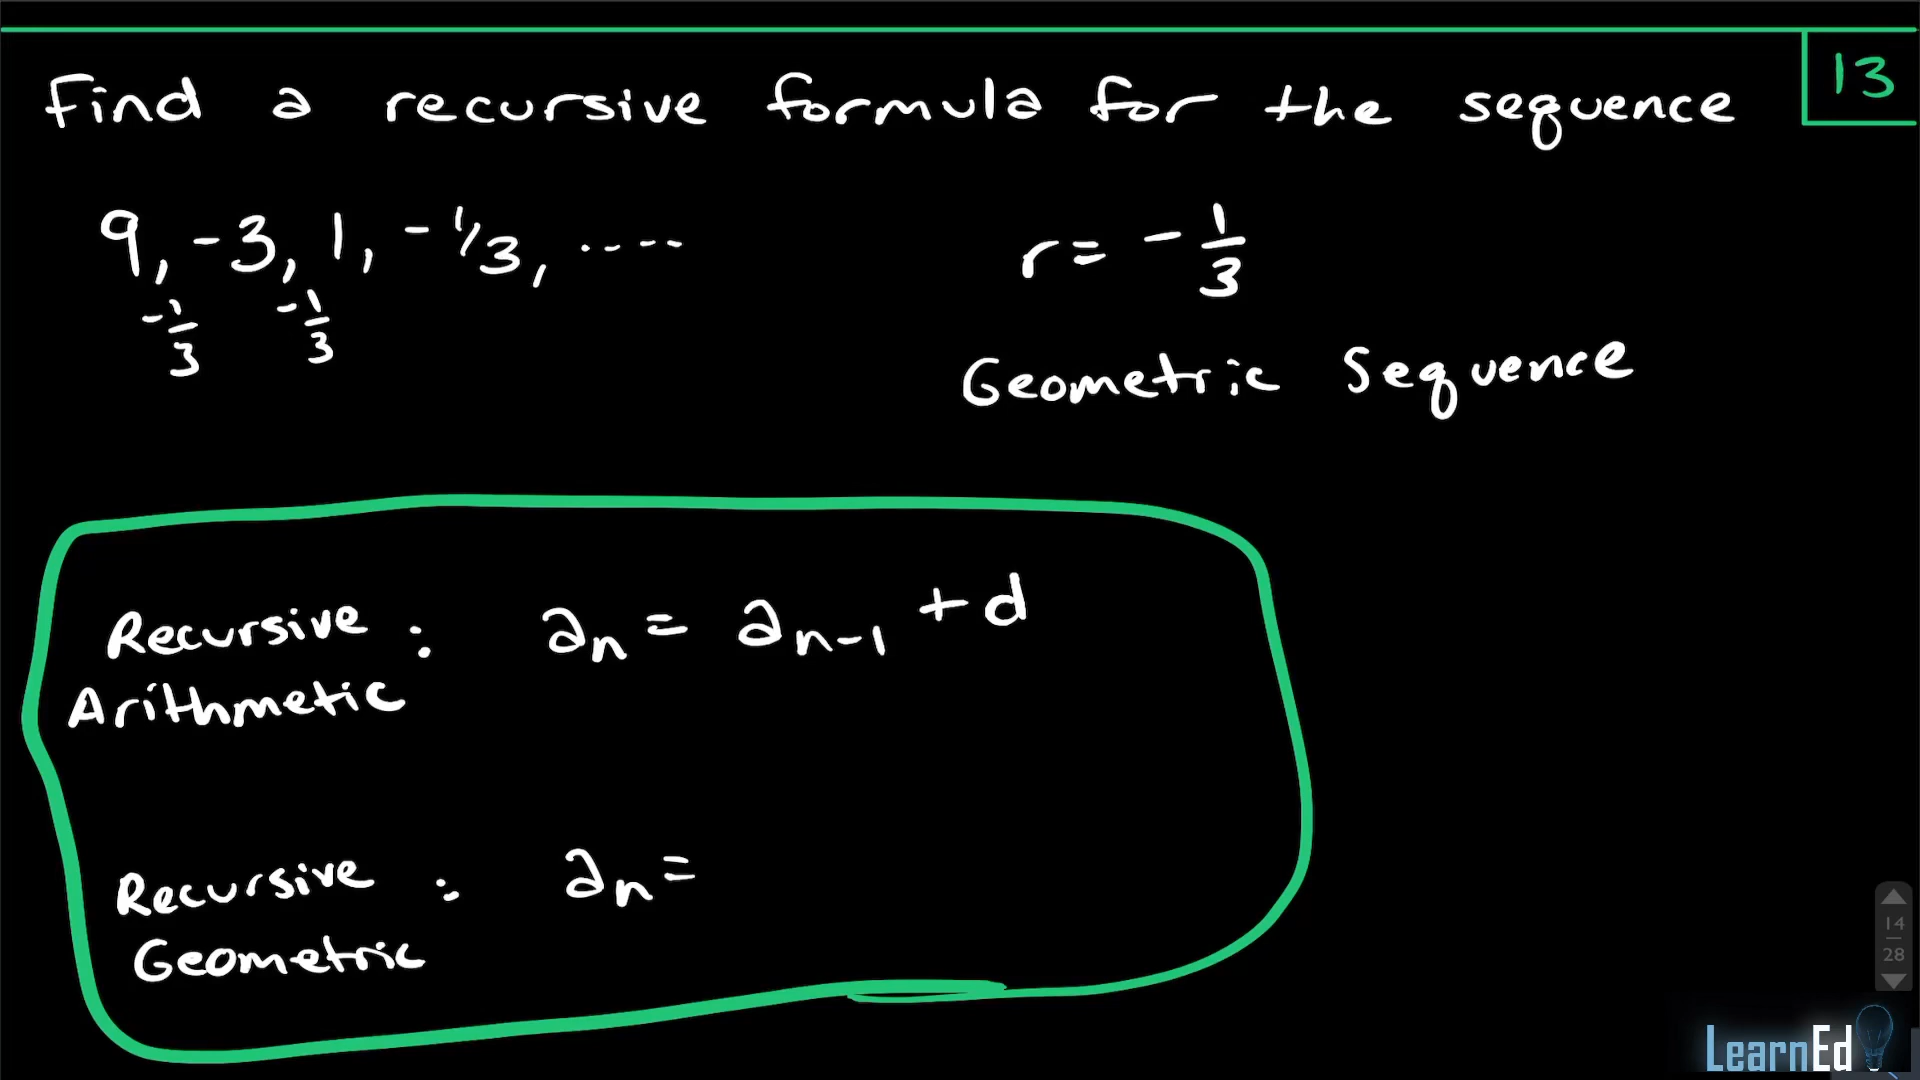 Find a recursive formula for the sequence
13
9, -3, 1, -1/3, ....
r = - 1/3
-1/3 -1/3
Geometric Sequence
Recursive : aₙ = aₙ₋₁ + d
Arithmetic
Recursive : aₙ =
Geometric
14
28
LearnEd